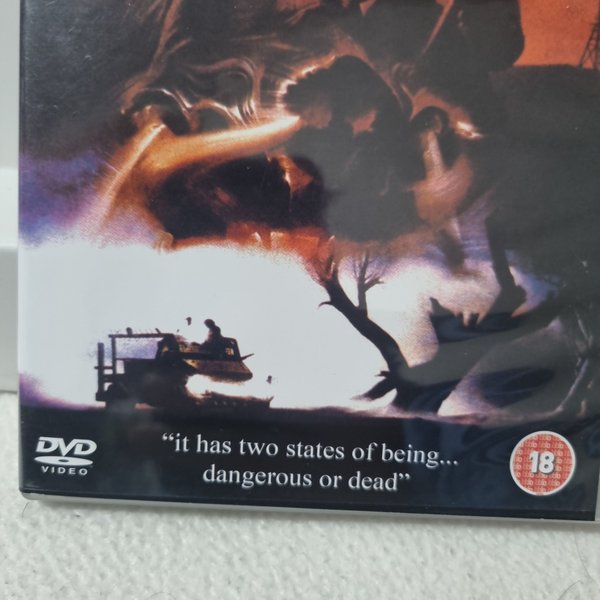 DVD
VIDEO
“it has two states of being...
dangerous or dead”
18